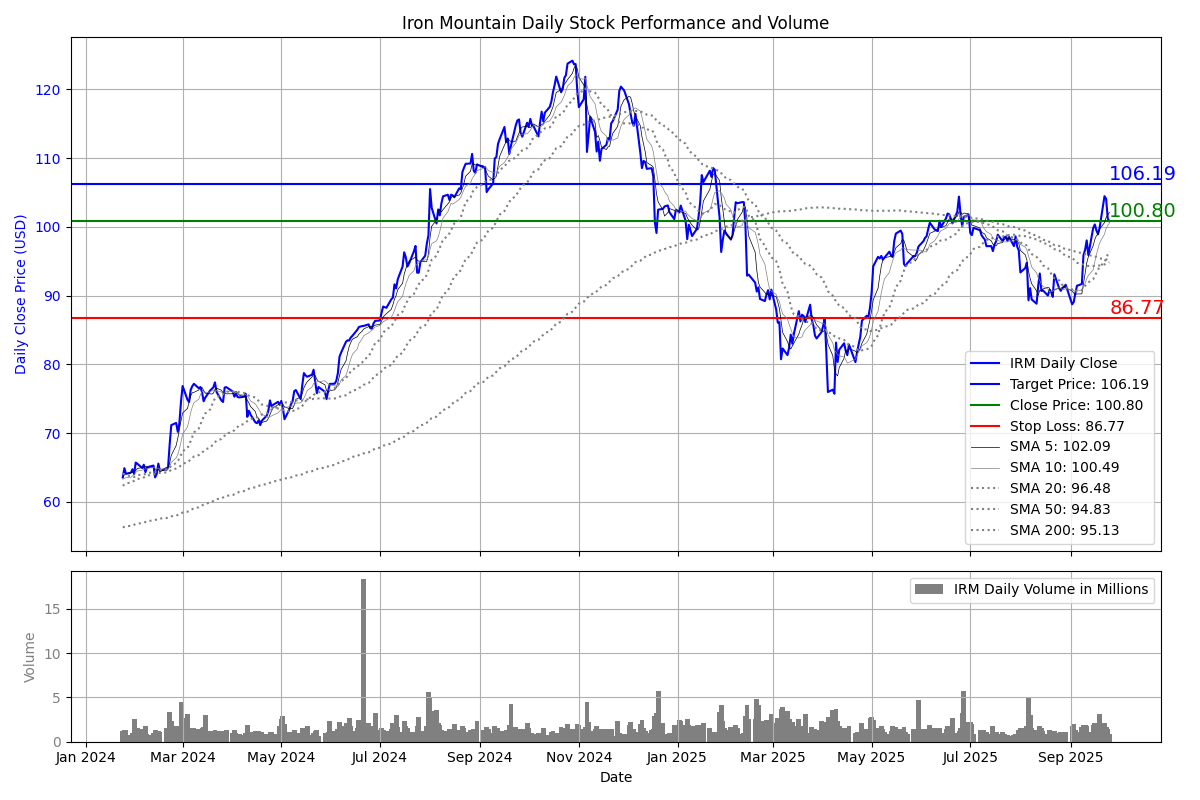 Iron Mountain Daily Stock Performance and Volume
Daily Close Price (USD)
120
110
100
90
80
70
60
106.19
100.80
86.77
IRM Daily Close
Target Price: 106.19
Close Price: 100.80
Stop Loss: 86.77
SMA 5: 102.09
SMA 10: 100.49
SMA 20: 96.48
SMA 50: 94.83
SMA 200: 95.13
Volume
15
10
5
0
IRM Daily Volume in Millions
Jan 2024 Mar 2024 May 2024 Jul 2024 Sep 2024 Nov 2024 Jan 2025 Mar 2025 May 2025 Jul 2025 Sep 2025
Date